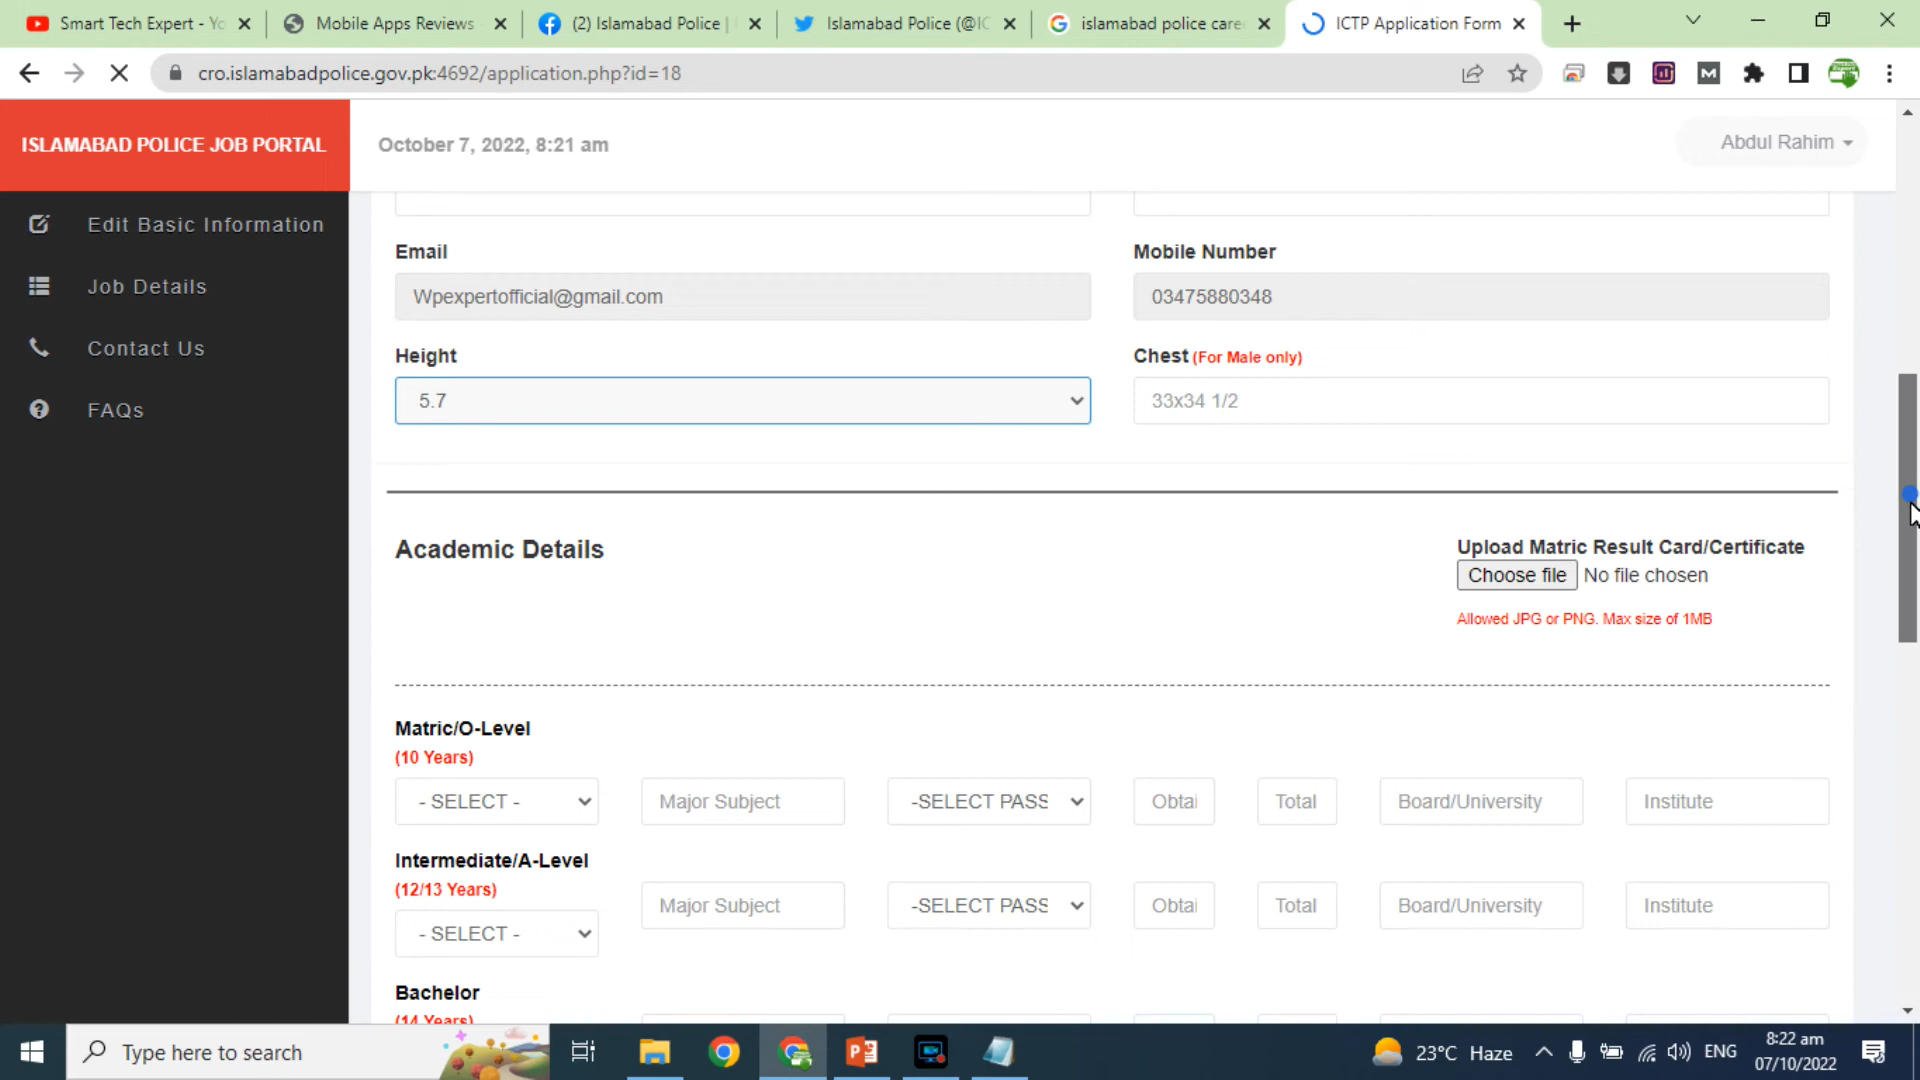 Smart Tech Expert - Yo
Mobile Apps Reviews
(2) Islamabad Police |
Islamabad Police (@IC
islamabad police care
ICTP Application Form
cro.islamabadpolice.gov.pk:4692/application.php?id=18
ISLAMABAD POLICE JOB PORTAL
October 7, 2022, 8:21 am
Abdul Rahim
Edit Basic Information
Job Details
Contact Us
FAQs
Email
Mobile Number
Wpexpertofficial@gmail.com
03475880348
Height
Chest (For Male only)
5.7
33x34 1/2
Academic Details
Upload Matric Result Card/Certificate
Choose file No file chosen
Allowed JPG or PNG. Max size of 1MB
Matric/O-Level
(10 Years)
- SELECT -
Major Subject
-SELECT PASS
Obtai
Total
Board/University
Institute
Intermediate/A-Level
(12/13 Years)
Major Subject
-SELECT PASS
Obtai
Total
Board/University
Institute
- SELECT -
Bachelor
(14 Years)
Type here to search
23°C Haze
ENG
8:22 am
07/10/2022